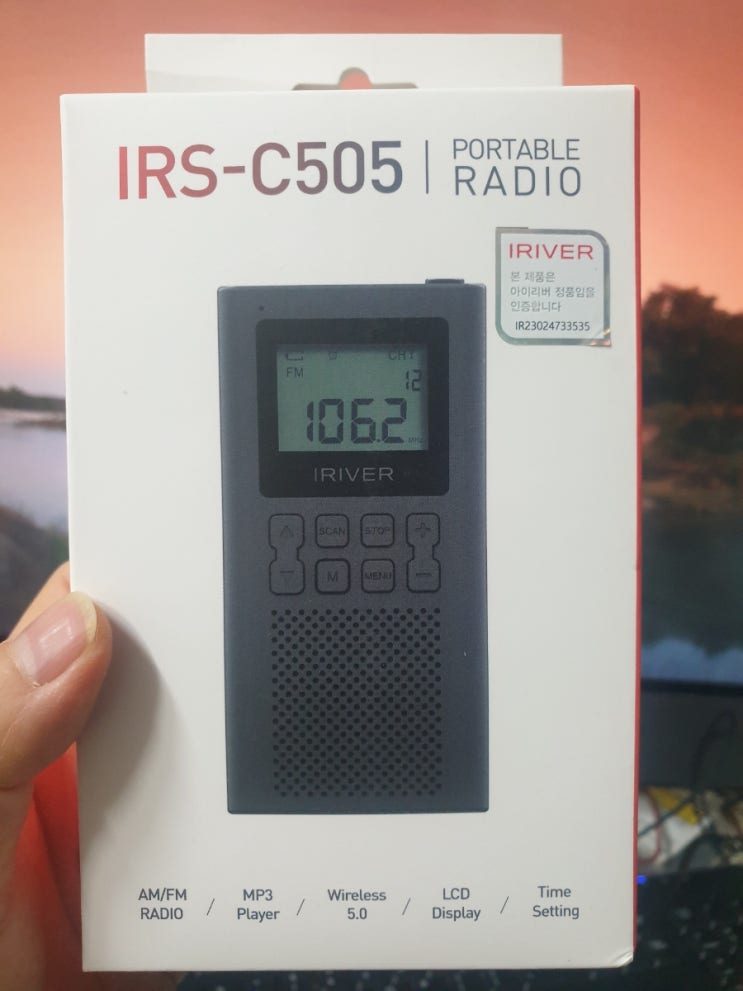 IRS-C505
PORTABLE
RADIO
IRIVER
본 제품은
아이리버 정품임을
인증합니다
IR23024733535
CH1
FM
12
106.2
MHz
IRIVER
SCAN
STOP
M
MENU
AM/FM
RADIO
/
MP3
Player
/
Wireless
5.0
/
LCD
Display
/
Time
Setting